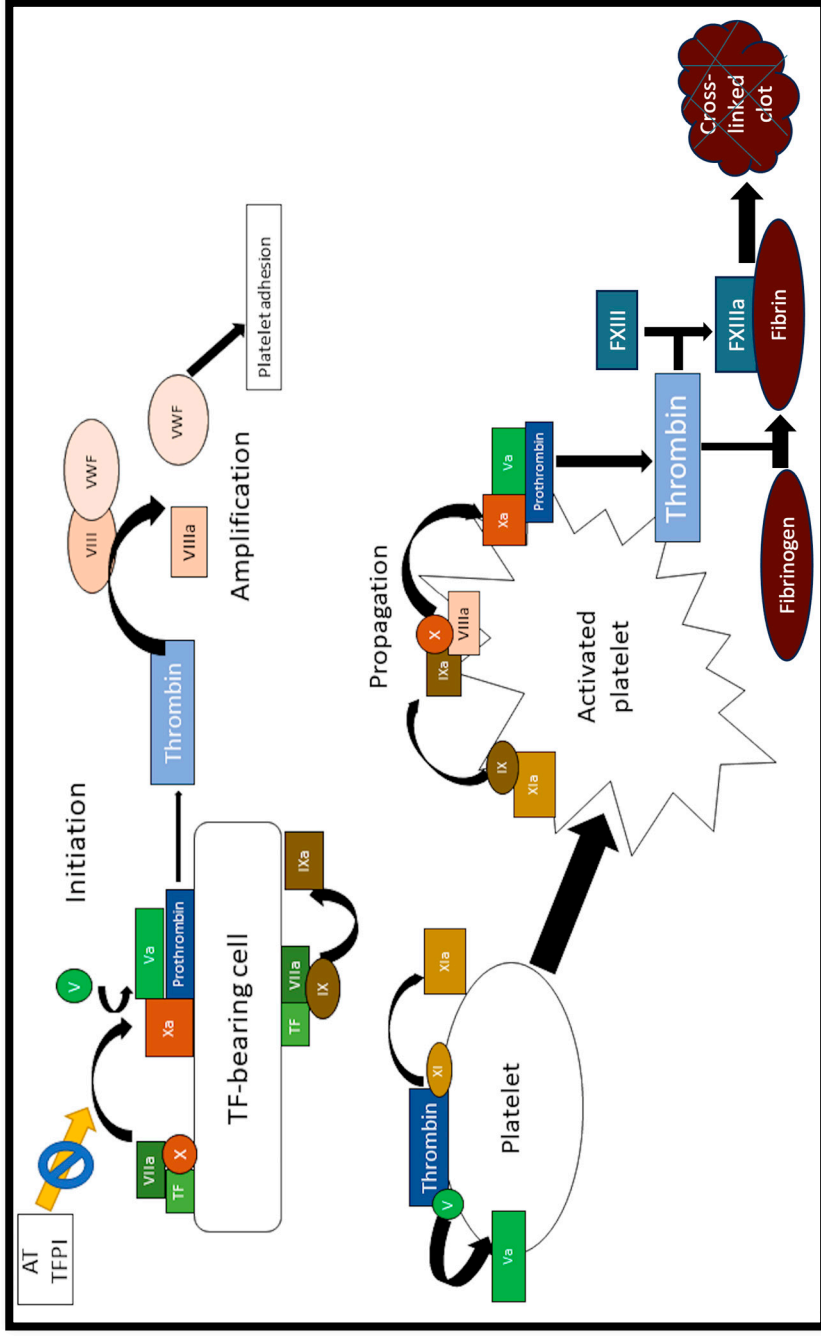 AT
TFPI
VIIa
TF
X
Xa
V
Va
Prothrombin
Initiation
TF-bearing cell
TF
VIIa
IX
IXa
Thrombin
VIII
VWF
VIIIa
VWF
Amplification
Platelet adhesion
Va
V
Thrombin
XI
XIa
Platelet
XIa
IX
IXa
X
VIIIa
Propagation
Activated
platelet
Xa
Va
Prothrombin
Thrombin
FXIII
FXIIIa
Fibrinogen
Fibrin
Cross-
linked
clot